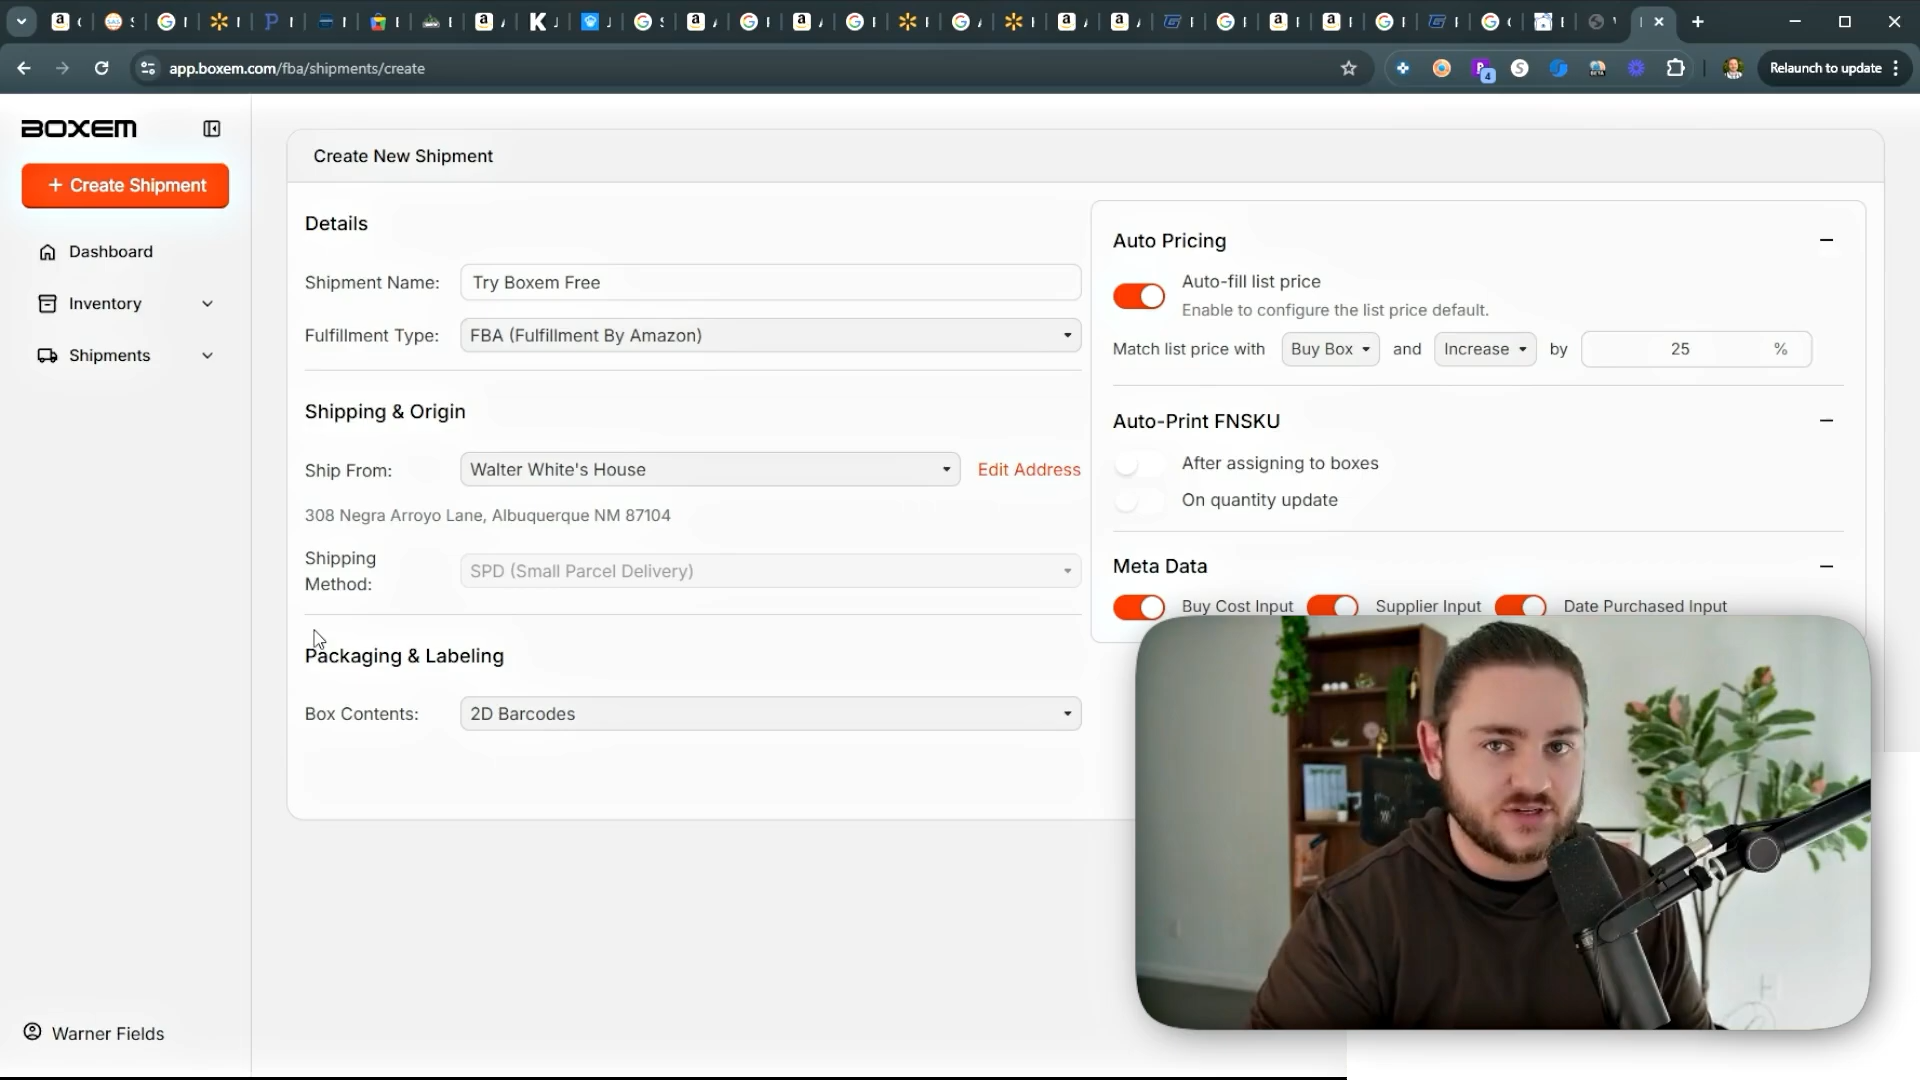 app.boxem.com/fba/shipments/create
Relaunch to update
4
BETA
BOXEM
+ Create Shipment
Dashboard
Inventory
Shipments
Warner Fields
Create New Shipment
Details
Shipment Name: Try Boxem Free
Fulfillment Type: FBA (Fulfillment By Amazon)
Shipping & Origin
Ship From: Walter White's House Edit Address
308 Negra Arroyo Lane, Albuquerque NM 87104
Shipping
Method: SPD (Small Parcel Delivery)
Packaging & Labeling
Box Contents: 2D Barcodes
Auto Pricing
Auto-fill list price
Enable to configure the list price default.
Match list price with Buy Box and Increase by 25 %
Auto-Print FNSKU
After assigning to boxes
On quantity update
Meta Data
Buy Cost Input Supplier Input Date Purchased Input